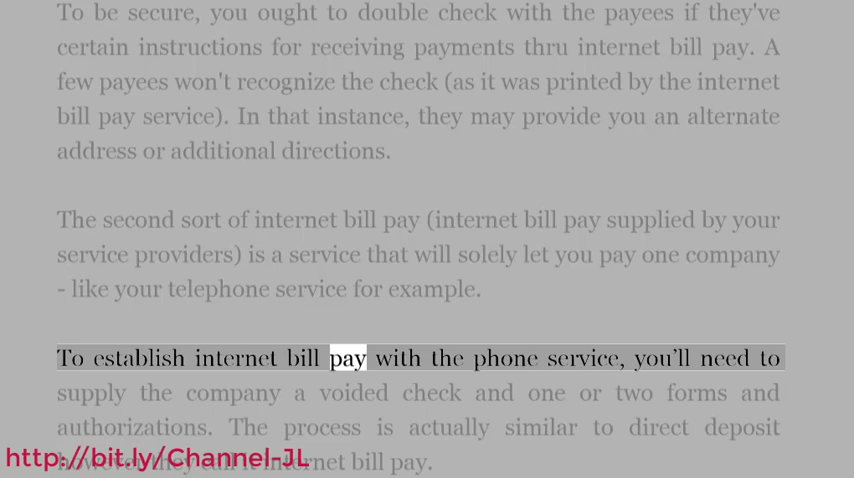 To be secure, you ought to double check with the payees if they've
certain instructions for receiving payments thru internet bill pay. A
few payees won't recognize the check (as it was printed by the internet
bill pay service). In that instance, they may provide you an alternate
address or additional directions.
The second sort of internet bill pay (internet bill pay supplied by your
service providers) is a service that will solely let you pay one company
- like your telephone service for example.
To establish internet bill pay with the phone service, you'll need to
supply the company a voided check and one or two forms and
authorizations. The process is actually similar to direct deposit
however they call it internet bill pay.
http://bit.ly/Channel-JL